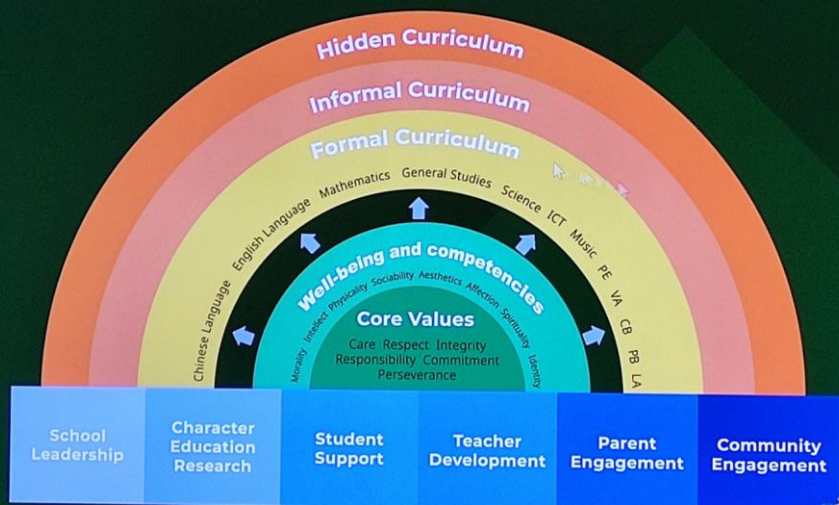 Hidden Curriculum
Informal Curriculum
Formal Curriculum
Chinese Language English Language Mathematics General Studies Science ICT Music PE VA CB PB LA
Well-being and competencies
Morality Intellect Physicality Sociability Aesthetics Affection Spirituality Identity
Core Values
Care Respect Integrity
Responsibility Commitment
Perseverance
School
Leadership
Character
Education
Research
Student
Support
Teacher
Development
Parent
Engagement
Community
Engagement